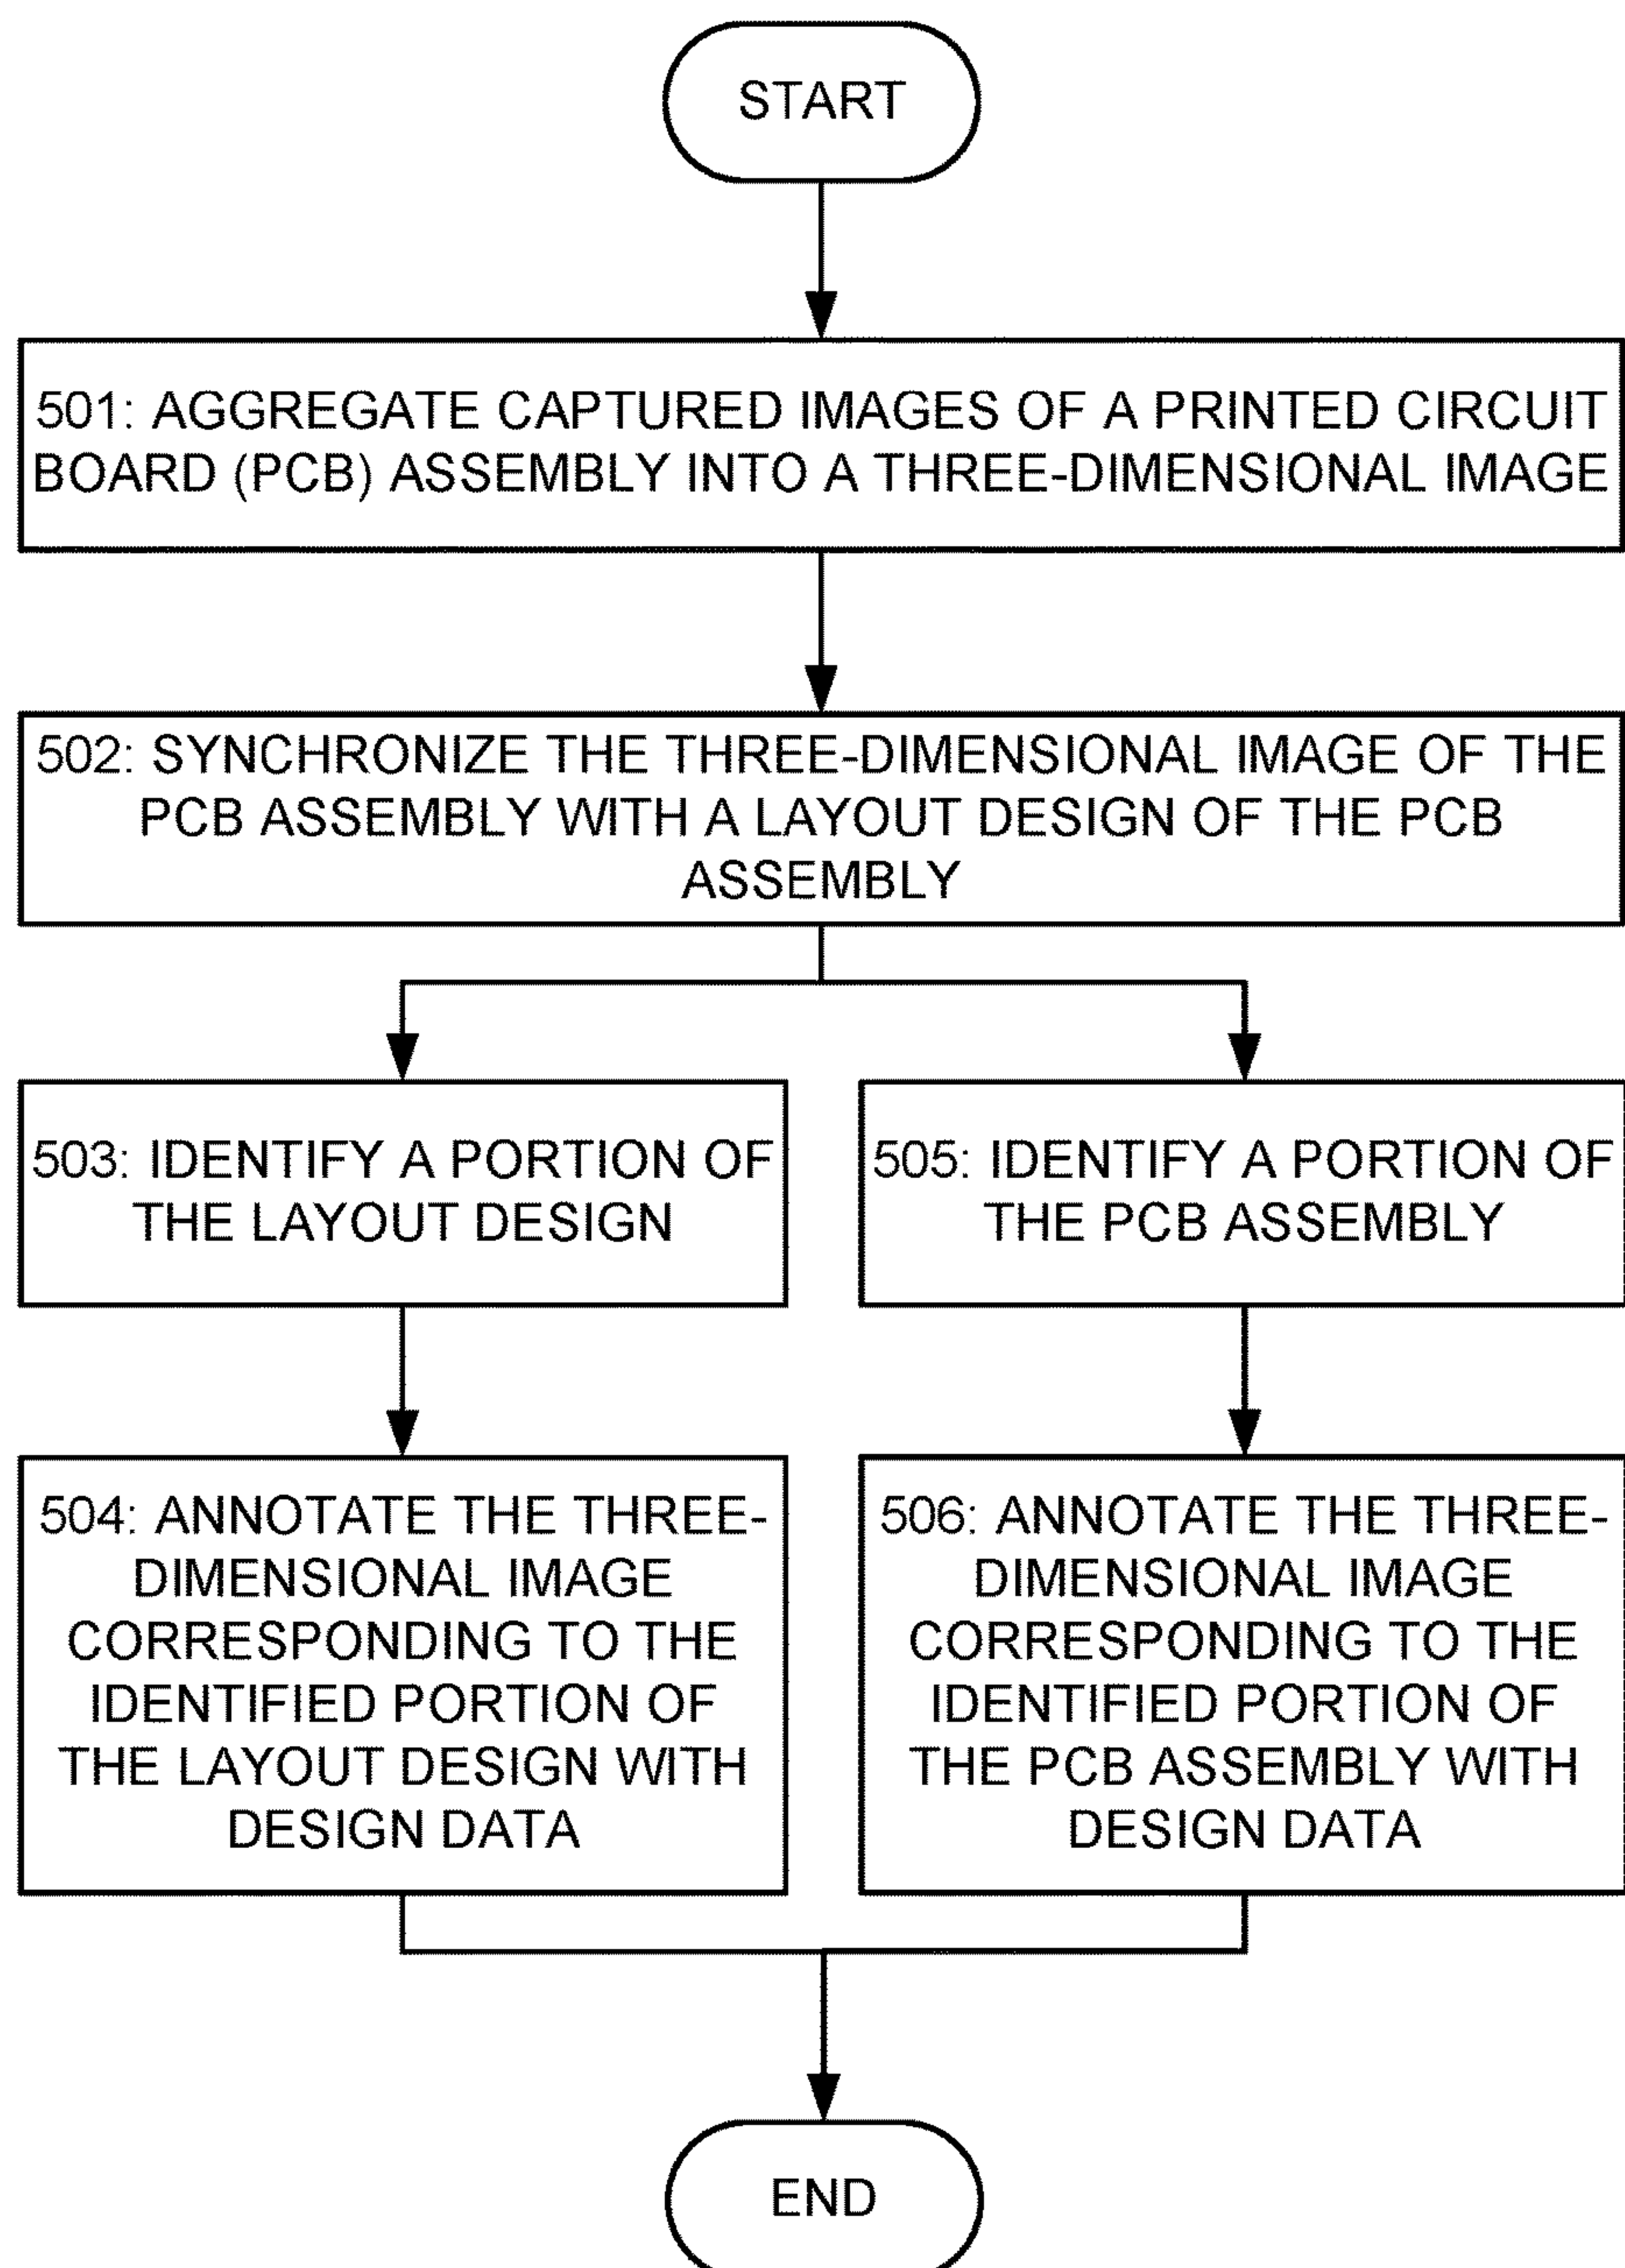 START
501: AGGREGATE CAPTURED IMAGES OF A PRINTED CIRCUIT
BOARD (PCB) ASSEMBLY INTO A THREE-DIMENSIONAL IMAGE
502: SYNCHRONIZE THE THREE-DIMENSIONAL IMAGE OF THE
PCB ASSEMBLY WITH A LAYOUT DESIGN OF THE PCB
ASSEMBLY
503: IDENTIFY A PORTION OF
THE LAYOUT DESIGN
504: ANNOTATE THE THREE-
DIMENSIONAL IMAGE
CORRESPONDING TO THE
IDENTIFIED PORTION OF
THE LAYOUT DESIGN WITH
DESIGN DATA
505: IDENTIFY A PORTION OF
THE PCB ASSEMBLY
506: ANNOTATE THE THREE-
DIMENSIONAL IMAGE
CORRESPONDING TO THE
IDENTIFIED PORTION OF
THE PCB ASSEMBLY WITH
DESIGN DATA
END